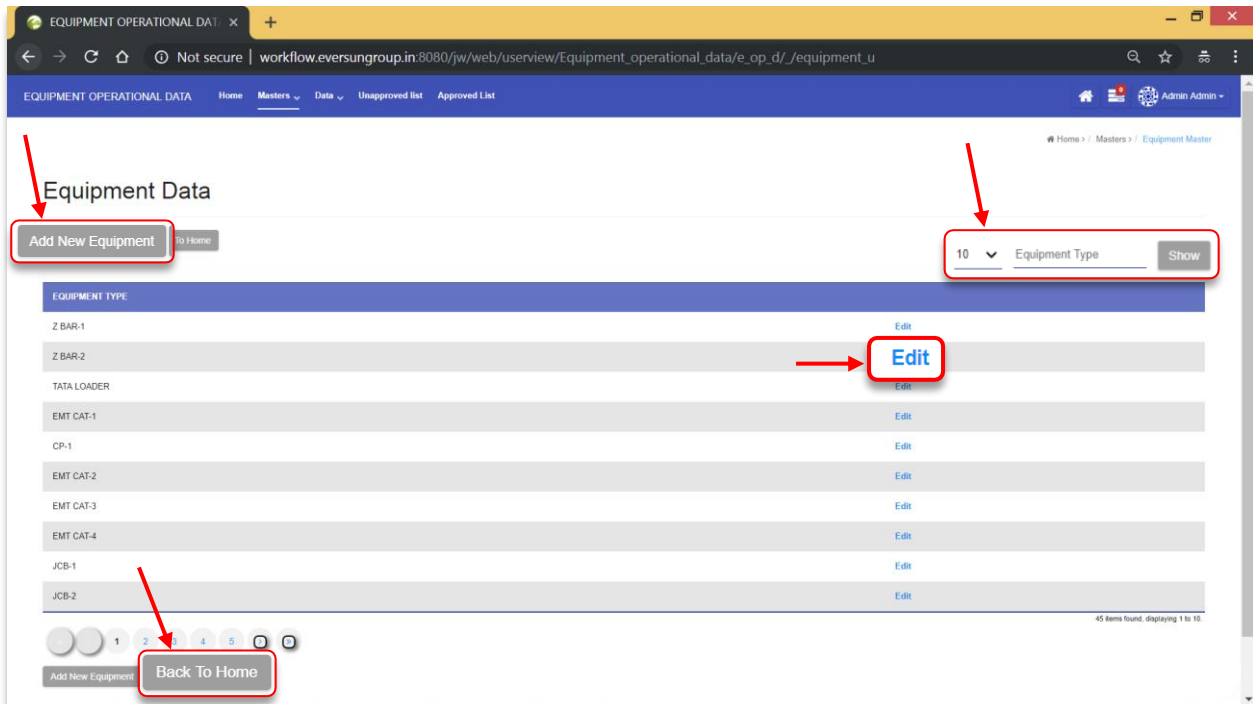 EQUIPMENT OPERATIONAL DAT
Not secure | workflow.eversungroup.in:8080/jw/web/userview/Equipment_operational_data/e_op_d/_/equipment_u
EQUIPMENT OPERATIONAL DATA Home Masters Data Unapproved list Approved List Admin Admin
Home > / Masters > / Equipment Master
Equipment Data
Add New Equipment To Home
10 Equipment Type Show
EQUIPMENT TYPE
Z BAR-1 Edit
Z BAR-2 Edit
TATA LOADER Edit
EMT CAT-1 Edit
CP-1 Edit
EMT CAT-2 Edit
EMT CAT-3 Edit
EMT CAT-4 Edit
JCB-1 Edit
JCB-2 Edit
45 items found, displaying 1 to 10.
1 2 3 4 5 › »
Add New Equipment Back To Home